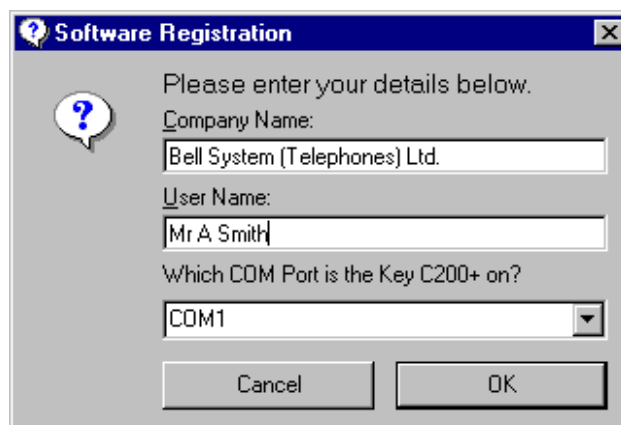 Software Registration
Please enter your details below.
Company Name:
Bell System (Telephones) Ltd.
User Name:
Mr A Smith
Which COM Port is the Key C200+ on?
COM1
Cancel OK